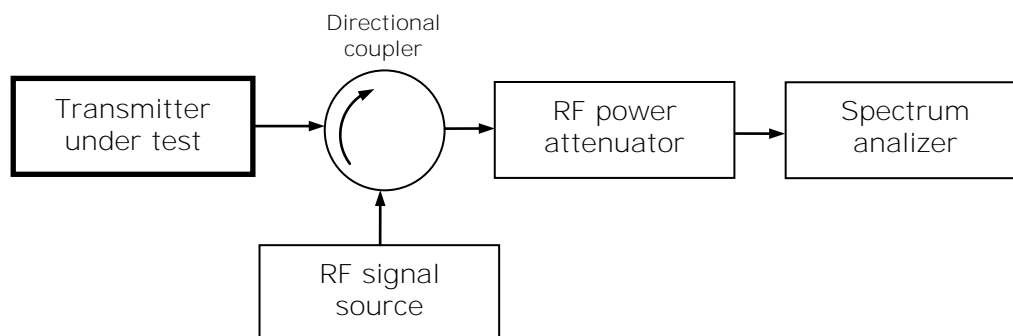 Directional
coupler
Transmitter
under test
RF power
attenuator
Spectrum
analizer
RF signal
source